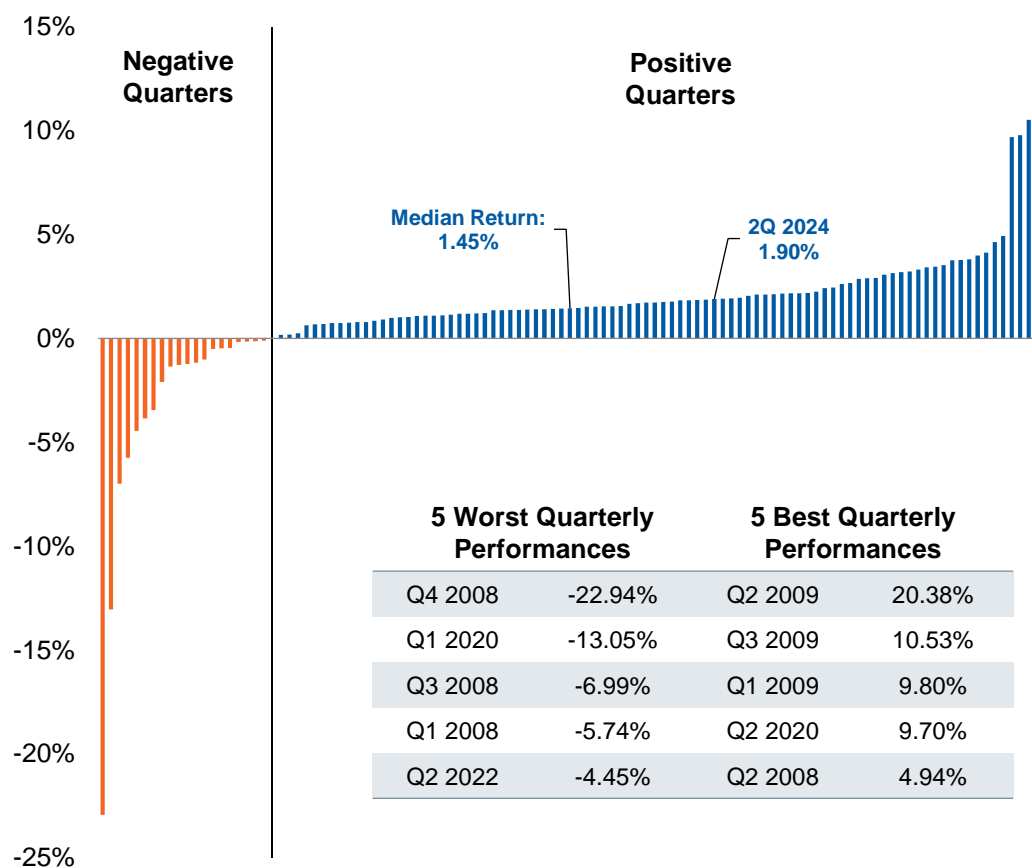 15%
Negative
Quarters
Positive
Quarters
10%
5%
Median Return:
1.45%
2Q 2024
1.90%
0%
-5%
-10%
5 Worst Quarterly
Performances
5 Best Quarterly
Performances
Q4 2008 -22.94% Q2 2009 20.38%
Q1 2020 -13.05% Q3 2009 10.53%
-15%
Q3 2008 -6.99% Q1 2009 9.80%
Q1 2008 -5.74% Q2 2020 9.70%
-20%
Q2 2022 -4.45% Q2 2008 4.94%
-25%